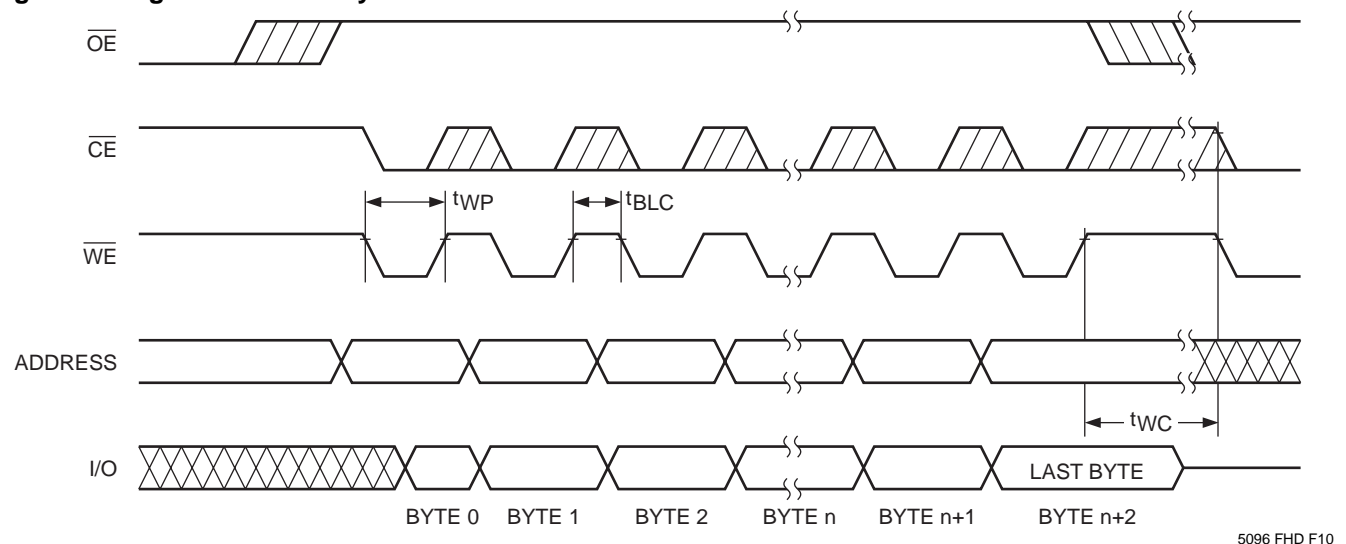 OE
CE
tWP
tBLC
WE
ADDRESS
tWC
I/O
LAST BYTE
BYTE 0 BYTE 1 BYTE 2 BYTE n BYTE n+1 BYTE n+2
5096 FHD F10